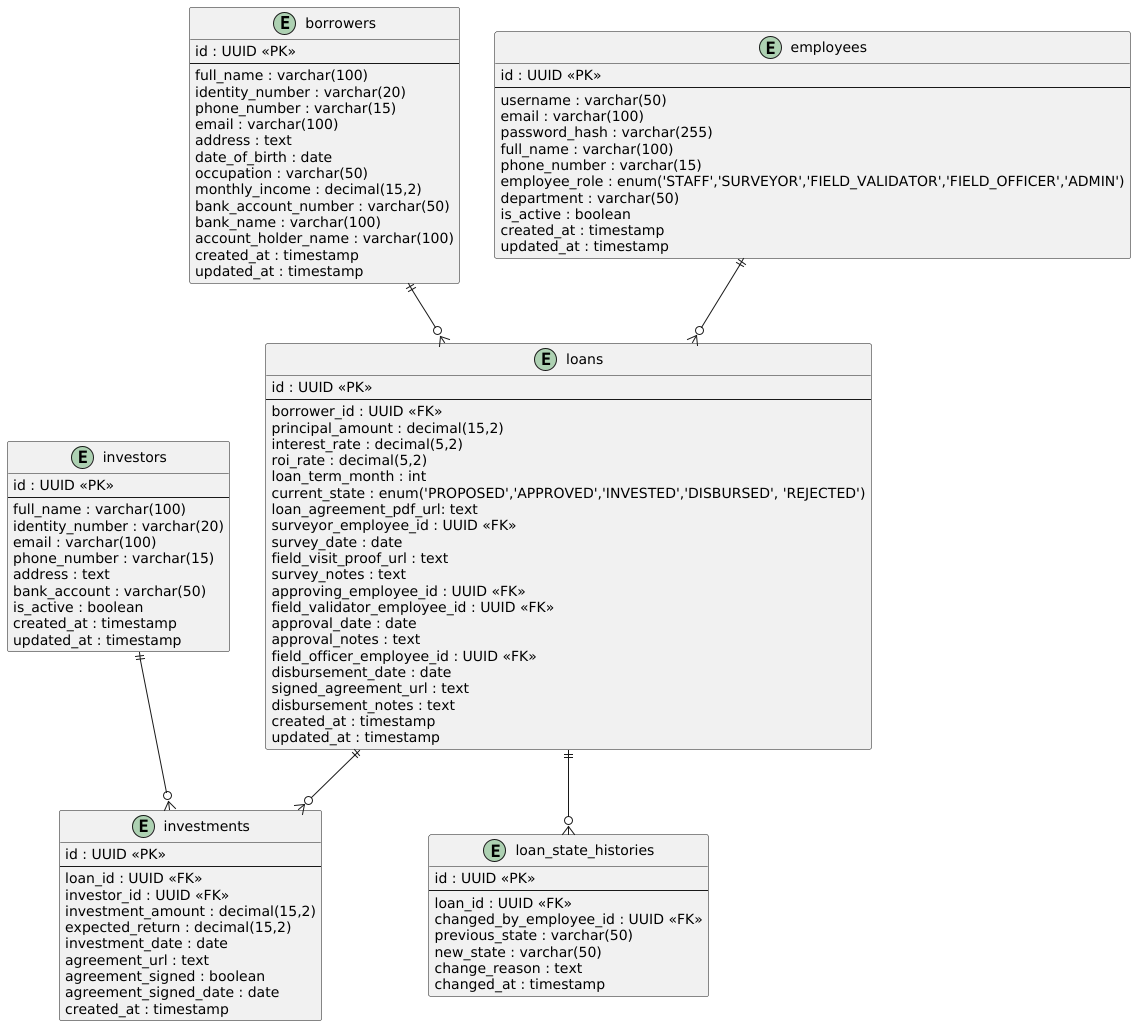 E borrowers
id : UUID «PK»
full_name : varchar(100)
identity_number : varchar(20)
phone_number : varchar(15)
email : varchar(100)
address : text
date_of_birth : date
occupation : varchar(50)
monthly_income : decimal(15,2)
bank_account_number : varchar(50)
bank_name : varchar(100)
account_holder_name : varchar(100)
created_at : timestamp
updated_at : timestamp
E employees
id : UUID «PK»
username : varchar(50)
email : varchar(100)
password_hash : varchar(255)
full_name : varchar(100)
phone_number : varchar(15)
employee_role : enum('STAFF','SURVEYOR','FIELD_VALIDATOR','FIELD_OFFICER','ADMIN')
department : varchar(50)
is_active : boolean
created_at : timestamp
updated_at : timestamp
E loans
id : UUID «PK»
borrower_id : UUID «FK»
principal_amount : decimal(15,2)
interest_rate : decimal(5,2)
roi_rate : decimal(5,2)
loan_term_month : int
current_state : enum('PROPOSED','APPROVED','INVESTED','DISBURSED', 'REJECTED')
loan_agreement_pdf_url: text
surveyor_employee_id : UUID «FK»
survey_date : date
field_visit_proof_url : text
survey_notes : text
approving_employee_id : UUID «FK»
field_validator_employee_id : UUID «FK»
approval_date : date
approval_notes : text
field_officer_employee_id : UUID «FK»
disbursement_date : date
signed_agreement_url : text
disbursement_notes : text
created_at : timestamp
updated_at : timestamp
E investors
id : UUID «PK»
full_name : varchar(100)
identity_number : varchar(20)
email : varchar(100)
phone_number : varchar(15)
address : text
bank_account : varchar(50)
is_active : boolean
created_at : timestamp
updated_at : timestamp
E investments
id : UUID «PK»
loan_id : UUID «FK»
investor_id : UUID «FK»
investment_amount : decimal(15,2)
expected_return : decimal(15,2)
investment_date : date
agreement_url : text
agreement_signed : boolean
agreement_signed_date : date
created_at : timestamp
E loan_state_histories
id : UUID «PK»
loan_id : UUID «FK»
changed_by_employee_id : UUID «FK»
previous_state : varchar(50)
new_state : varchar(50)
change_reason : text
changed_at : timestamp